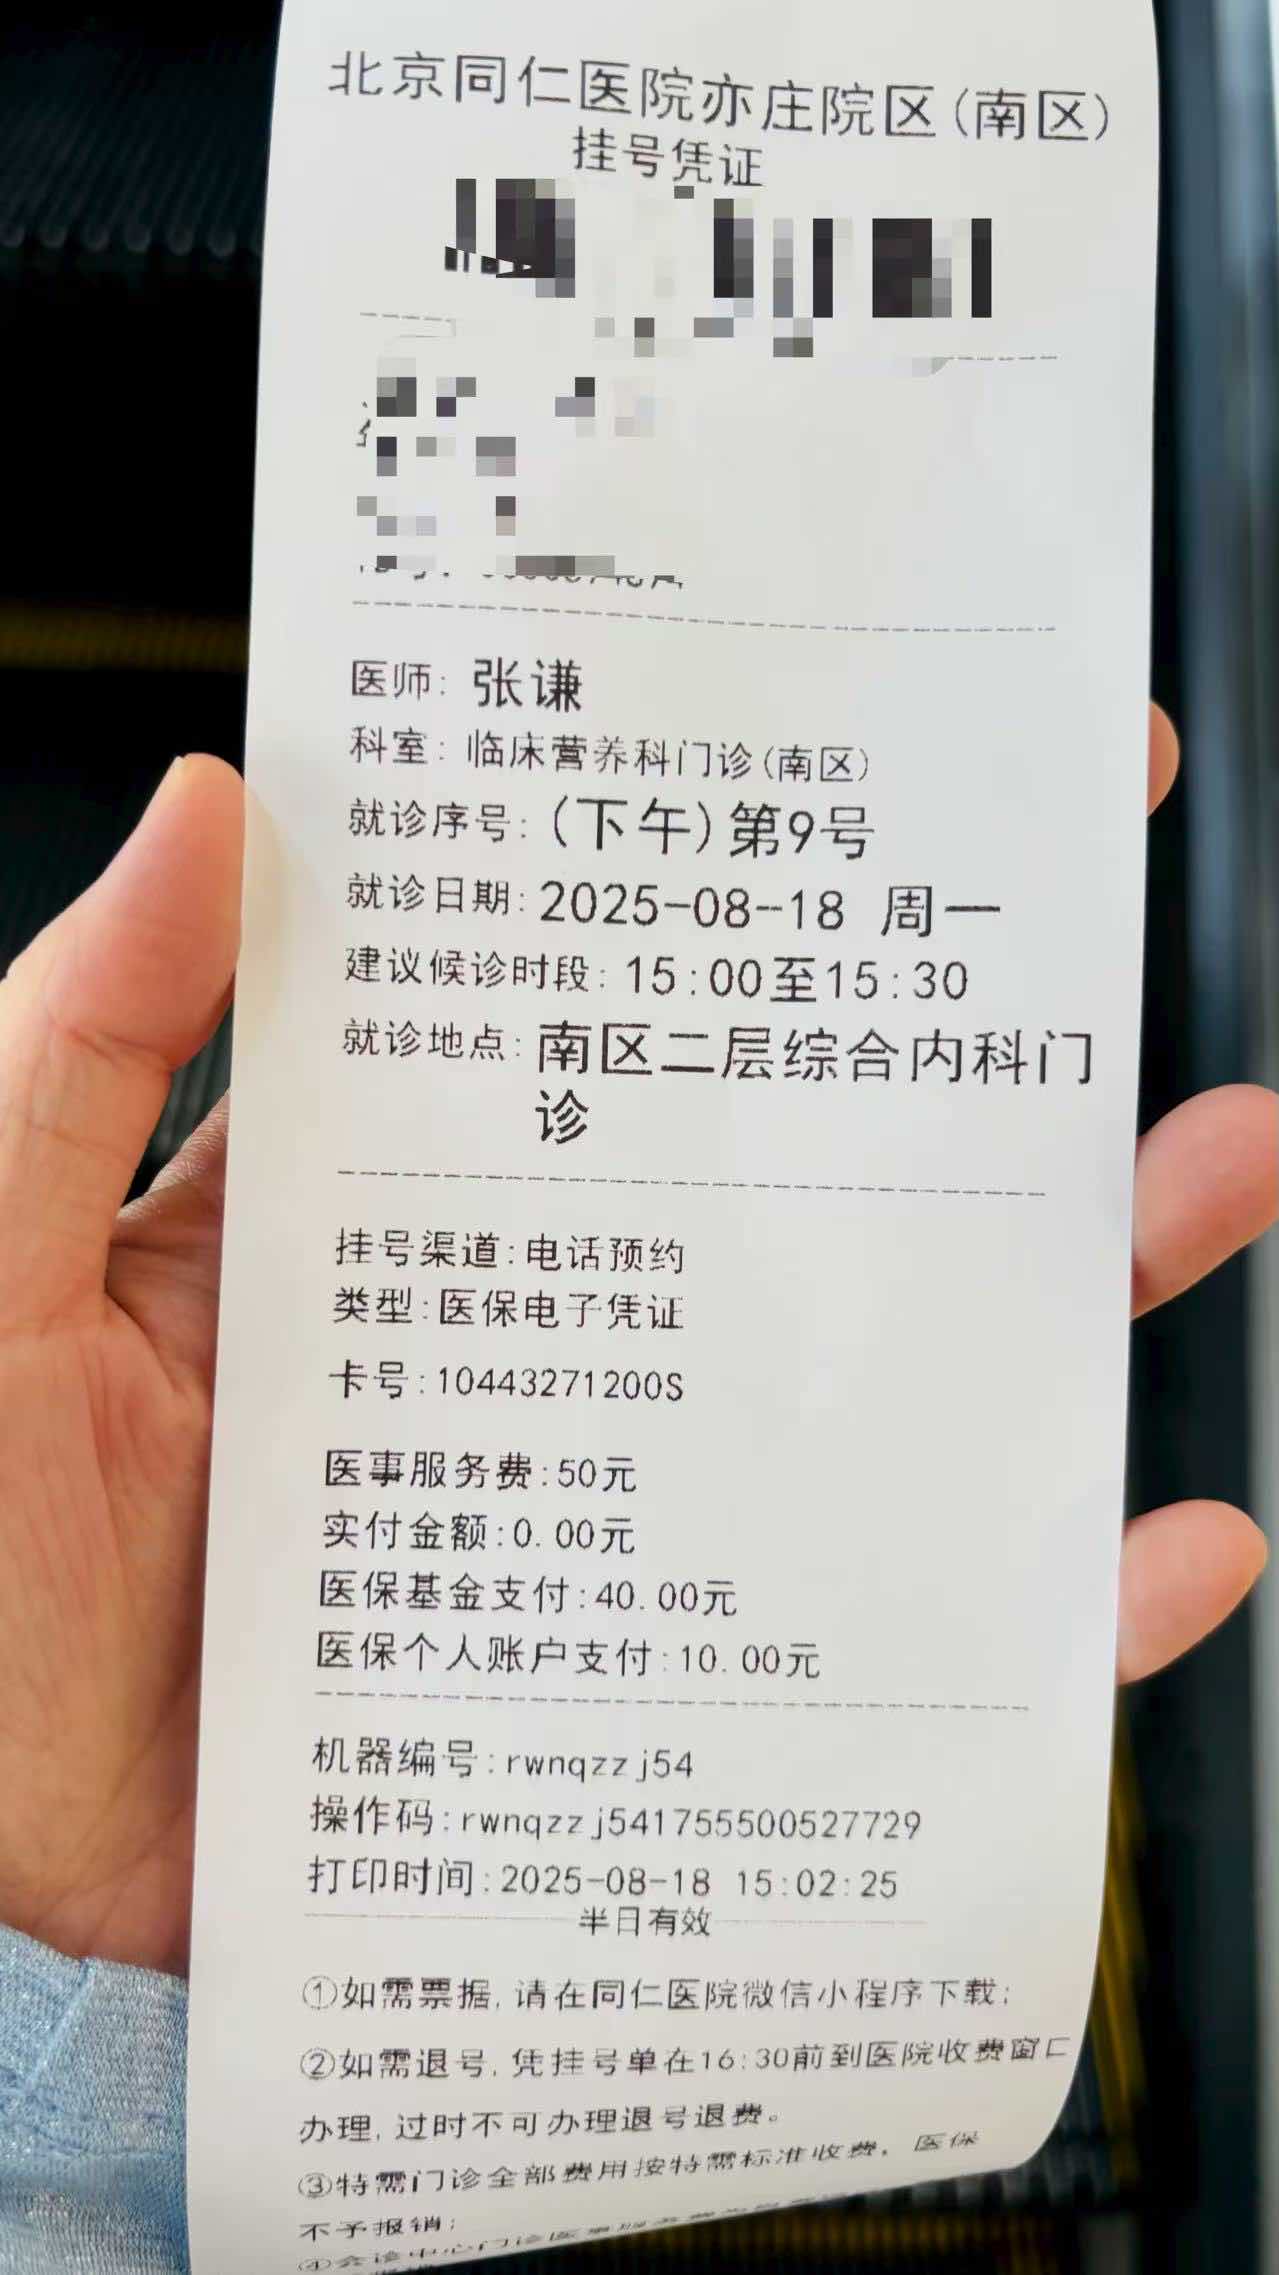 北京同仁医院亦庄院区(南区)
挂号凭证
医师: 张谦
科室: 临床营养科门诊(南区)
就诊序号: (下午)第9号
就诊日期: 2025-08-18 周一
建议候诊时段: 15:00至15:30
就诊地点: 南区二层综合内科门
诊
挂号渠道:电话预约
类型:医保电子凭证
卡号:10443271200S
医事服务费:50元
实付金额:0.00元
医保基金支付:40.00元
医保个人账户支付:10.00元
机器编号:rwnqzzj54
操作码:rwnqzzj541755500527729
打印时间:2025-08-18 15:02:25
半日有效
①如需票据,请在同仁医院微信小程序下载;
②如需退号,凭挂号单在16:30前到医院收费窗口
办理,过时不可办理退号退费。
③特需门诊全部费用按特需标准收费,医保
不予报销;
④会诊中心门诊医事服务费